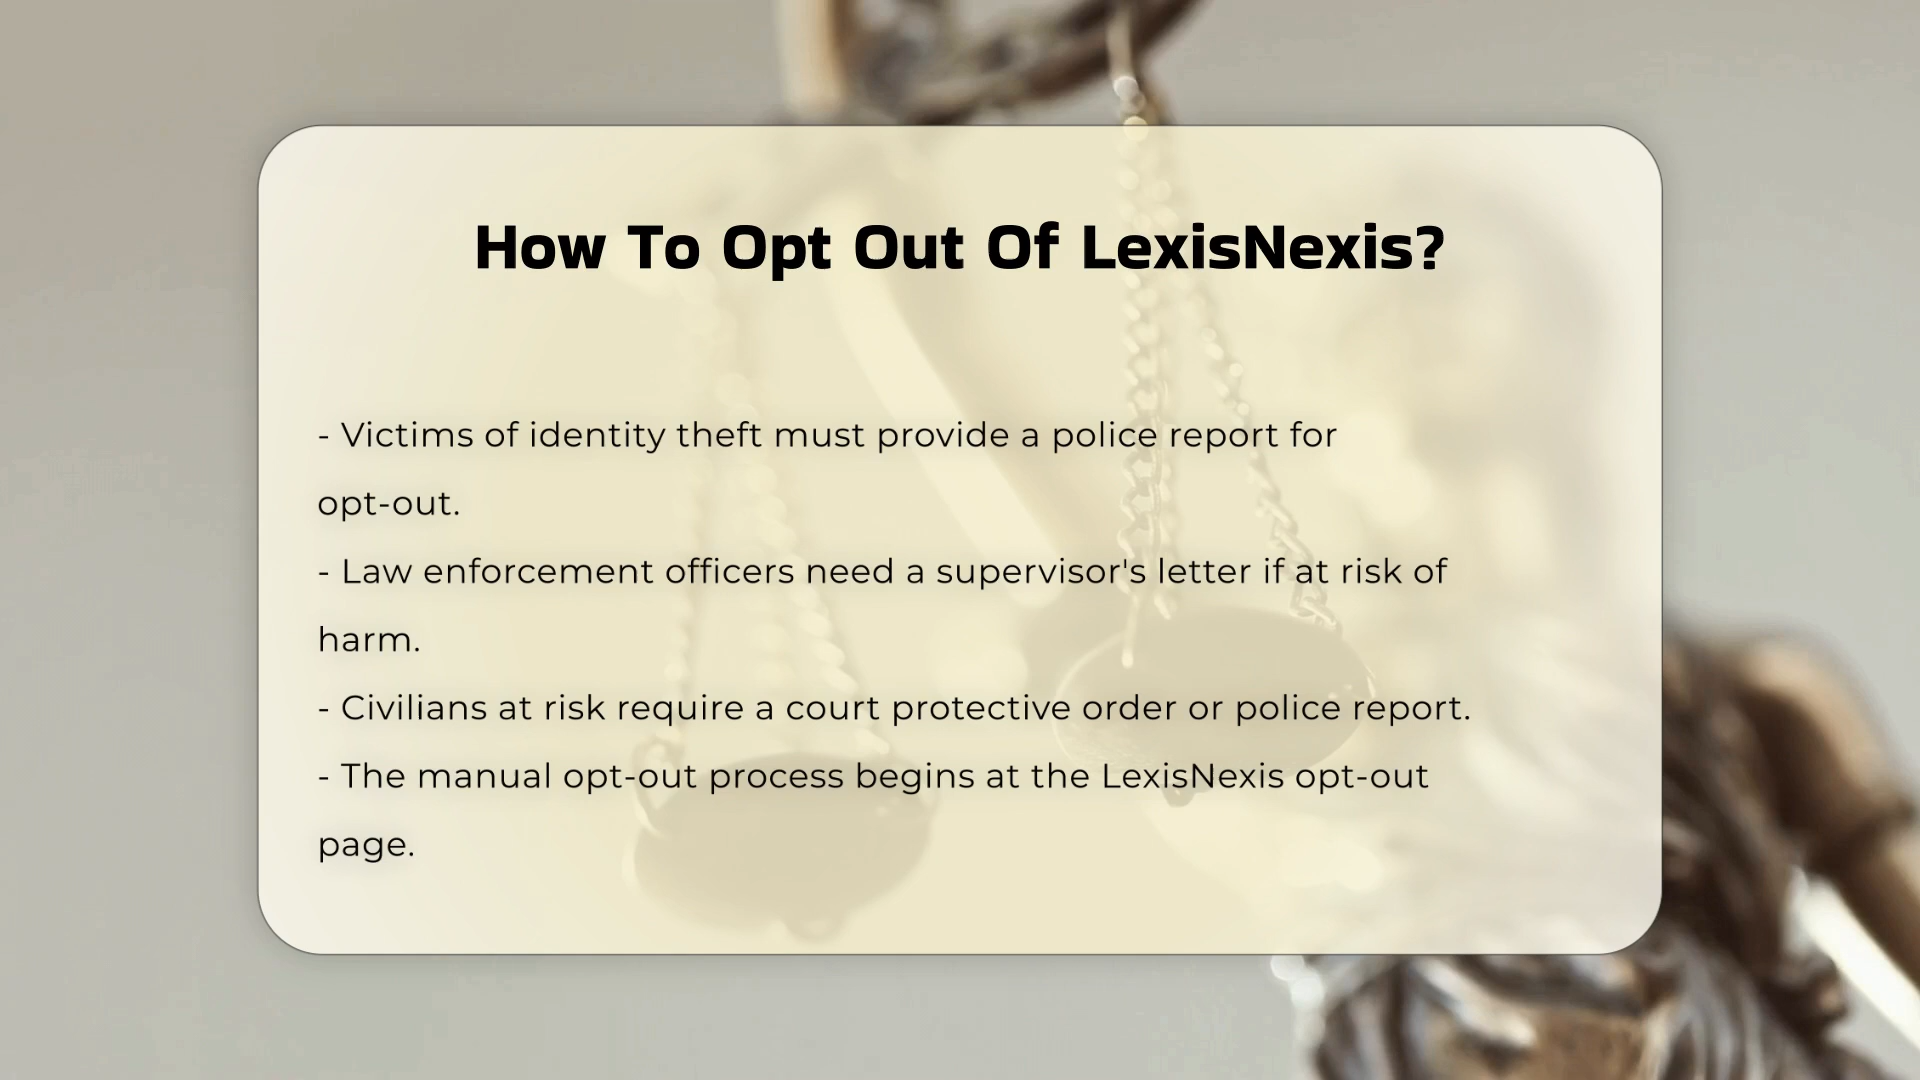 How To Opt Out Of LexisNexis?
- Victims of identity theft must provide a police report for
opt-out.
- Law enforcement officers need a supervisor's letter if at risk of
harm.
- Civilians at risk require a court protective order or police report.
- The manual opt-out process begins at the LexisNexis opt-out
page.